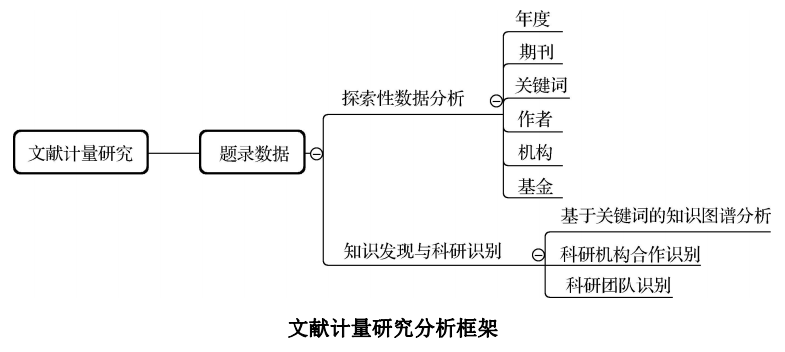 文献计量研究
题录数据
探索性数据分析
年度
期刊
关键词
作者
机构
基金
知识发现与科研识别
基于关键词的知识图谱分析
科研机构合作识别
科研团队识别
文献计量研究分析框架